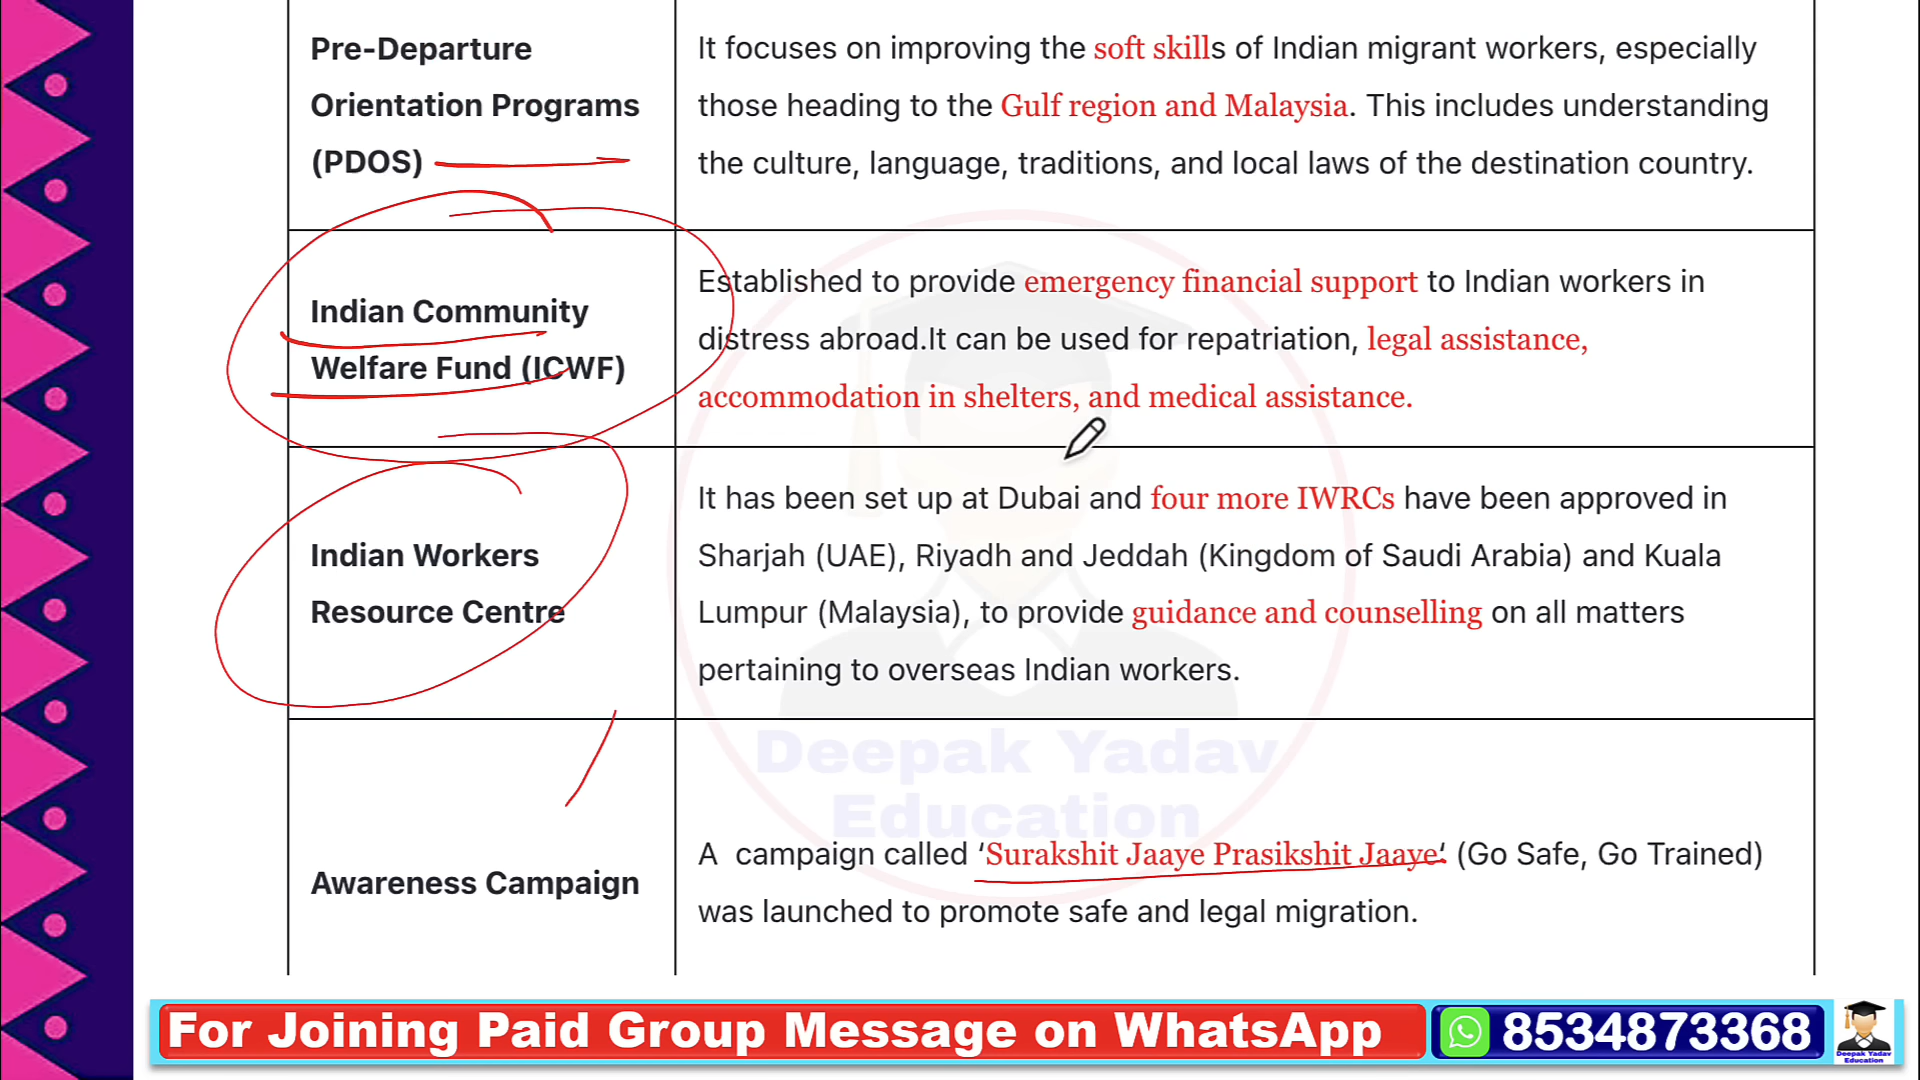 Pre-Departure
Orientation Programs
(PDOS)
It focuses on improving the soft skills of Indian migrant workers, especially
those heading to the Gulf region and Malaysia. This includes understanding
the culture, language, traditions, and local laws of the destination country.
Indian Community
Welfare Fund (ICWF)
Established to provide emergency financial support to Indian workers in
distress abroad.It can be used for repatriation, legal assistance,
accommodation in shelters, and medical assistance.
Indian Workers
Resource Centre
It has been set up at Dubai and four more IWRCs have been approved in
Sharjah (UAE), Riyadh and Jeddah (Kingdom of Saudi Arabia) and Kuala
Lumpur (Malaysia), to provide guidance and counselling on all matters
pertaining to overseas Indian workers.
Deepak Yadav
Education
Awareness Campaign
A campaign called ‘Surakshit Jaaye Prasikshit Jaaye‘ (Go Safe, Go Trained)
was launched to promote safe and legal migration.
For Joining Paid Group Message on WhatsApp
8534873368
Deepak Yadav
Education